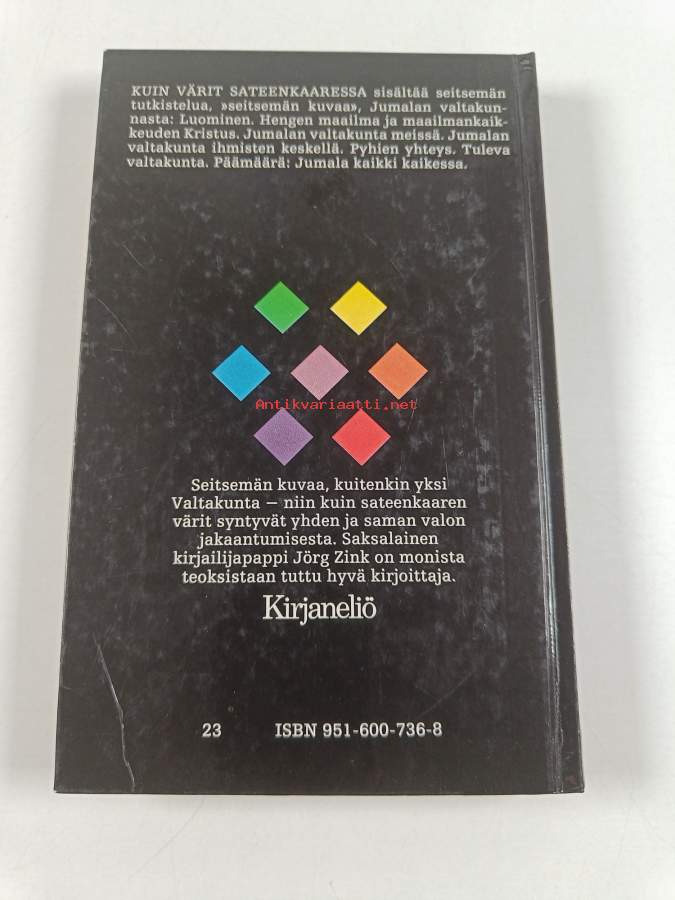 KUIN VÄRIT SATEENKAARESSA sisältää seitsemän
tutkistelua, »seitsemän kuvaa», Jumalan valtakun-
nasta: Luominen. Hengen maailma ja maailmankaik-
keuden Kristus. Jumalan valtakunta meissä. Jumalan
valtakunta ihmisten keskellä. Pyhien yhteys. Tuleva
valtakunta. Päämäärä: Jumala kaikki kaikessa.
Antikvariaatti.net
Seitsemän kuvaa, kuitenkin yksi
Valtakunta — niin kuin sateenkaaren
värit syntyvät yhden ja saman valon
jakaantumisesta. Saksalainen
kirjailijapappi Jörg Zink on monista
teoksistaan tuttu hyvä kirjoittaja.
Kirjaneliö
23 ISBN 951-600-736-8